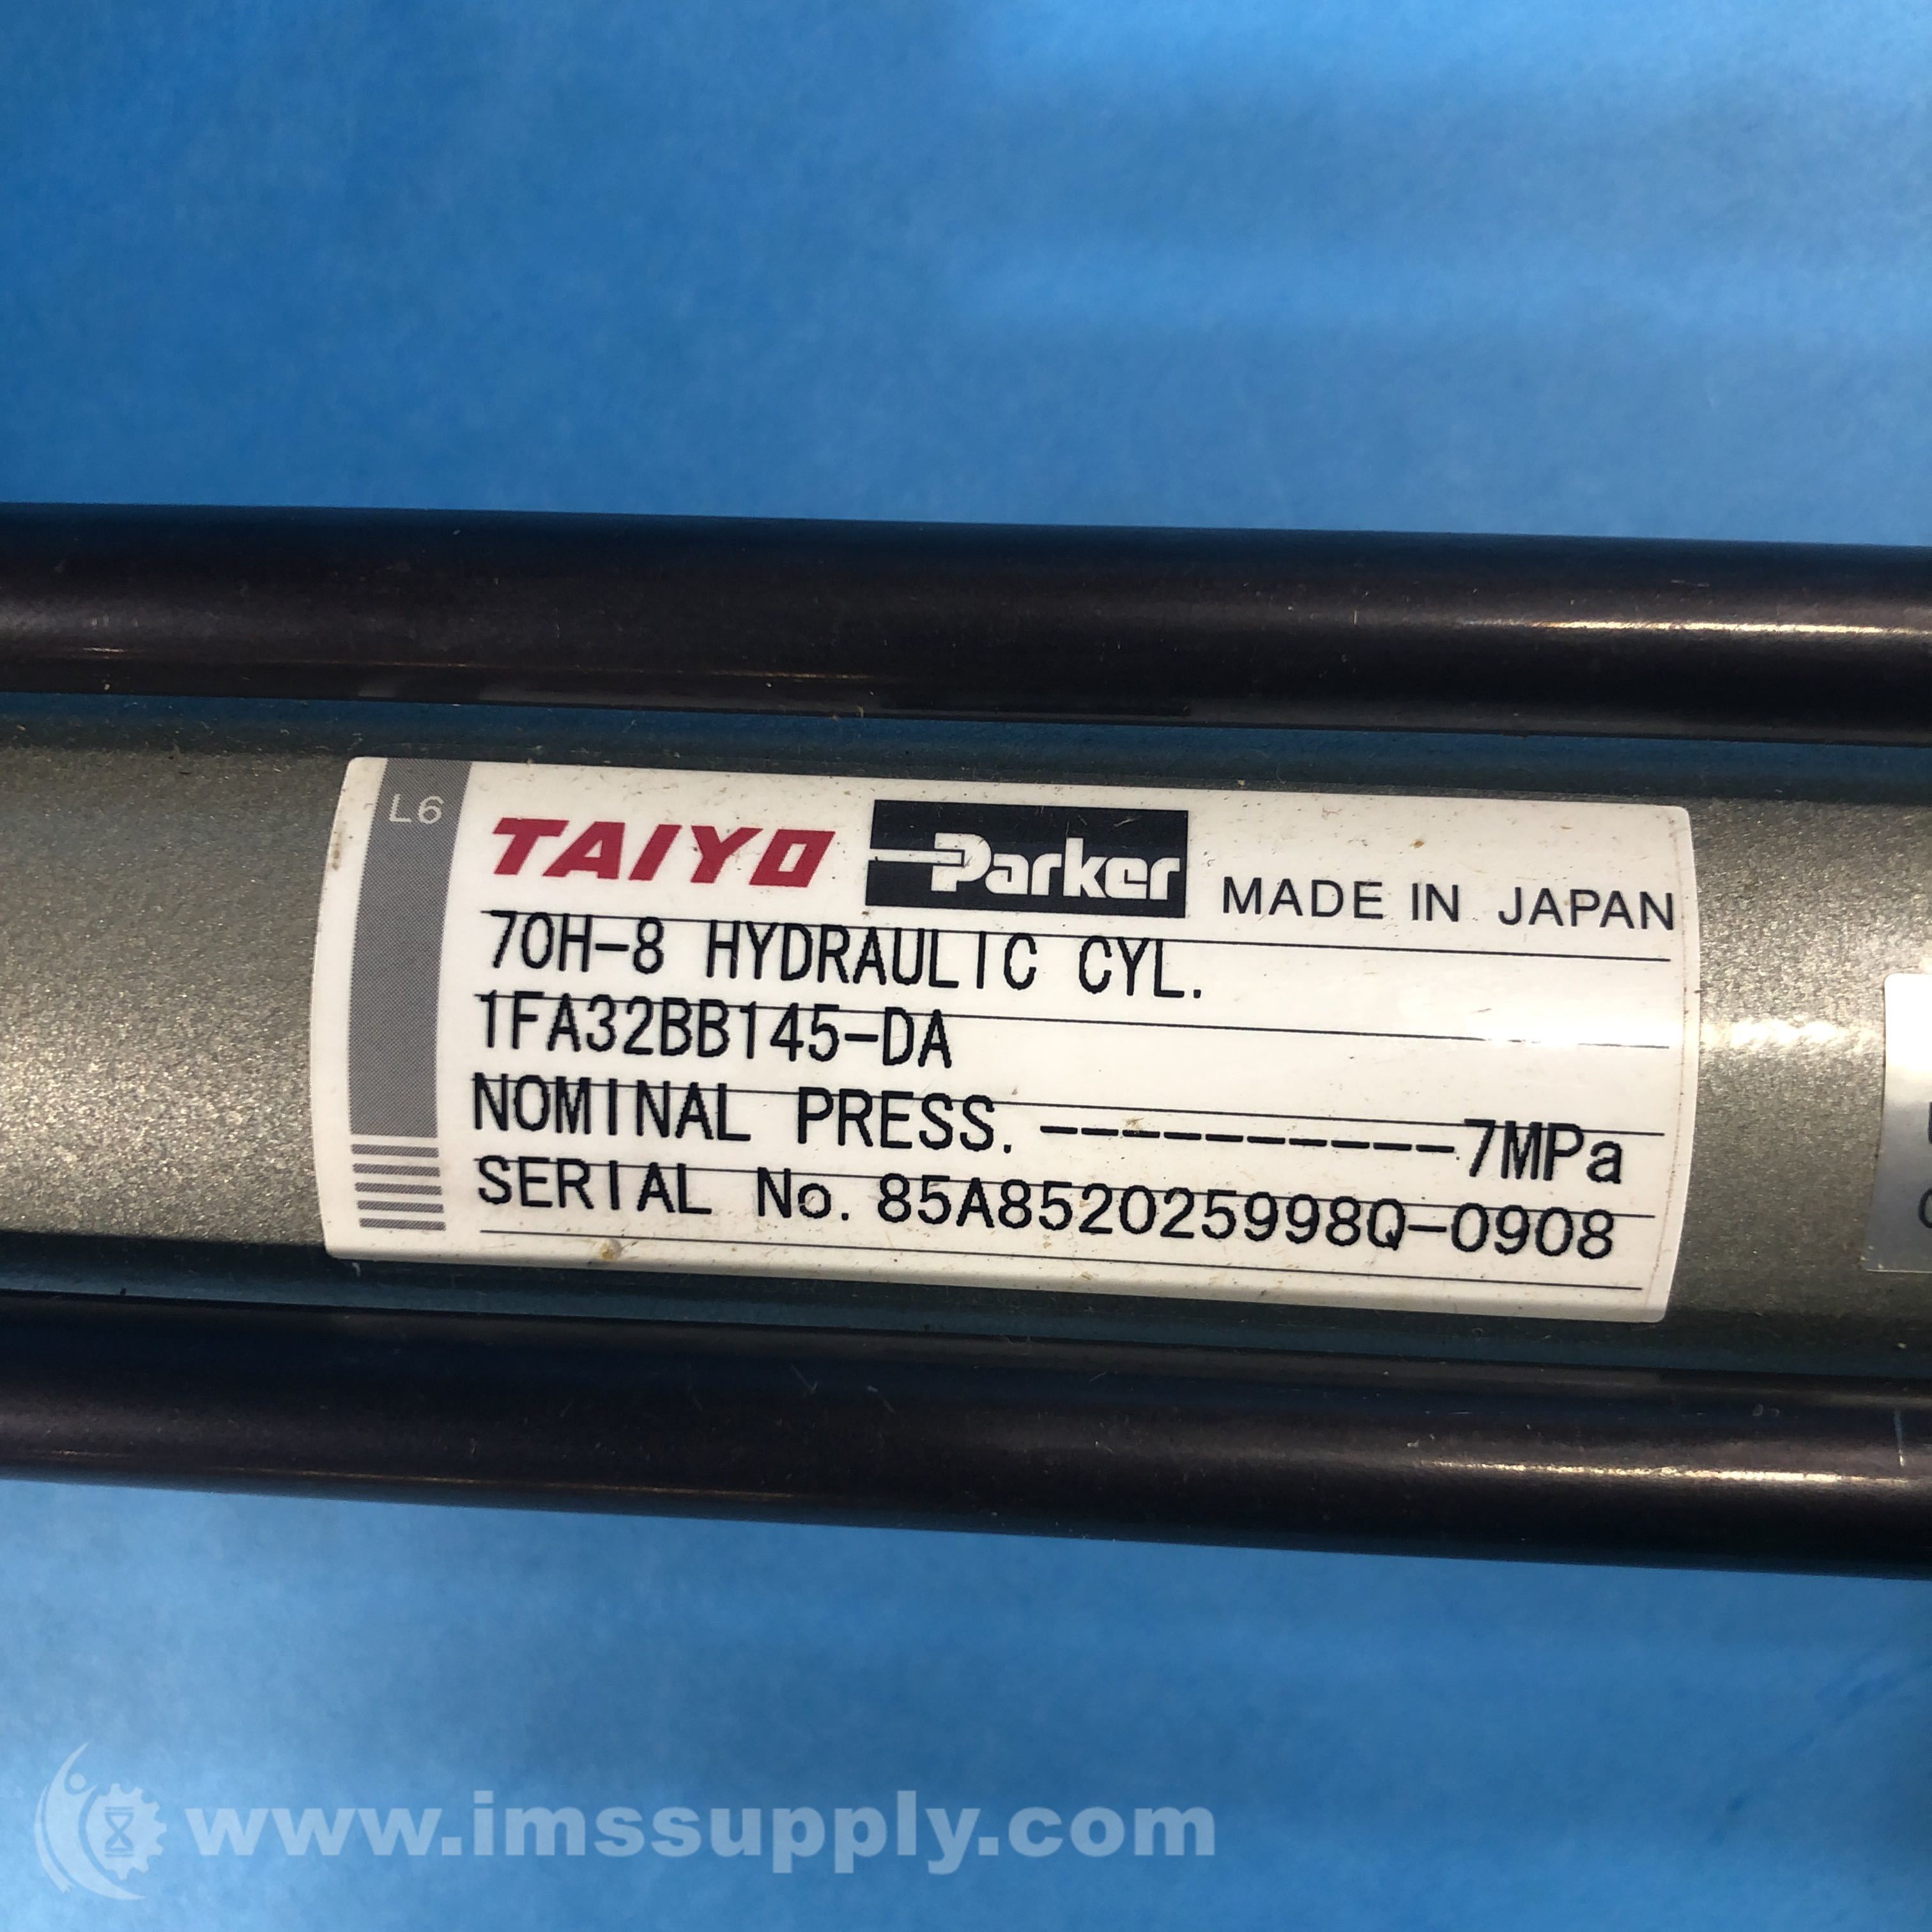 L6
TAIYO Parker MADE IN JAPAN
70H-8 HYDRAULIC CYL.
1FA32BB145-DA
NOMINAL PRESS. ----------7MPa
SERIAL No. 85A852025998Q-0908
www.imssupply.com